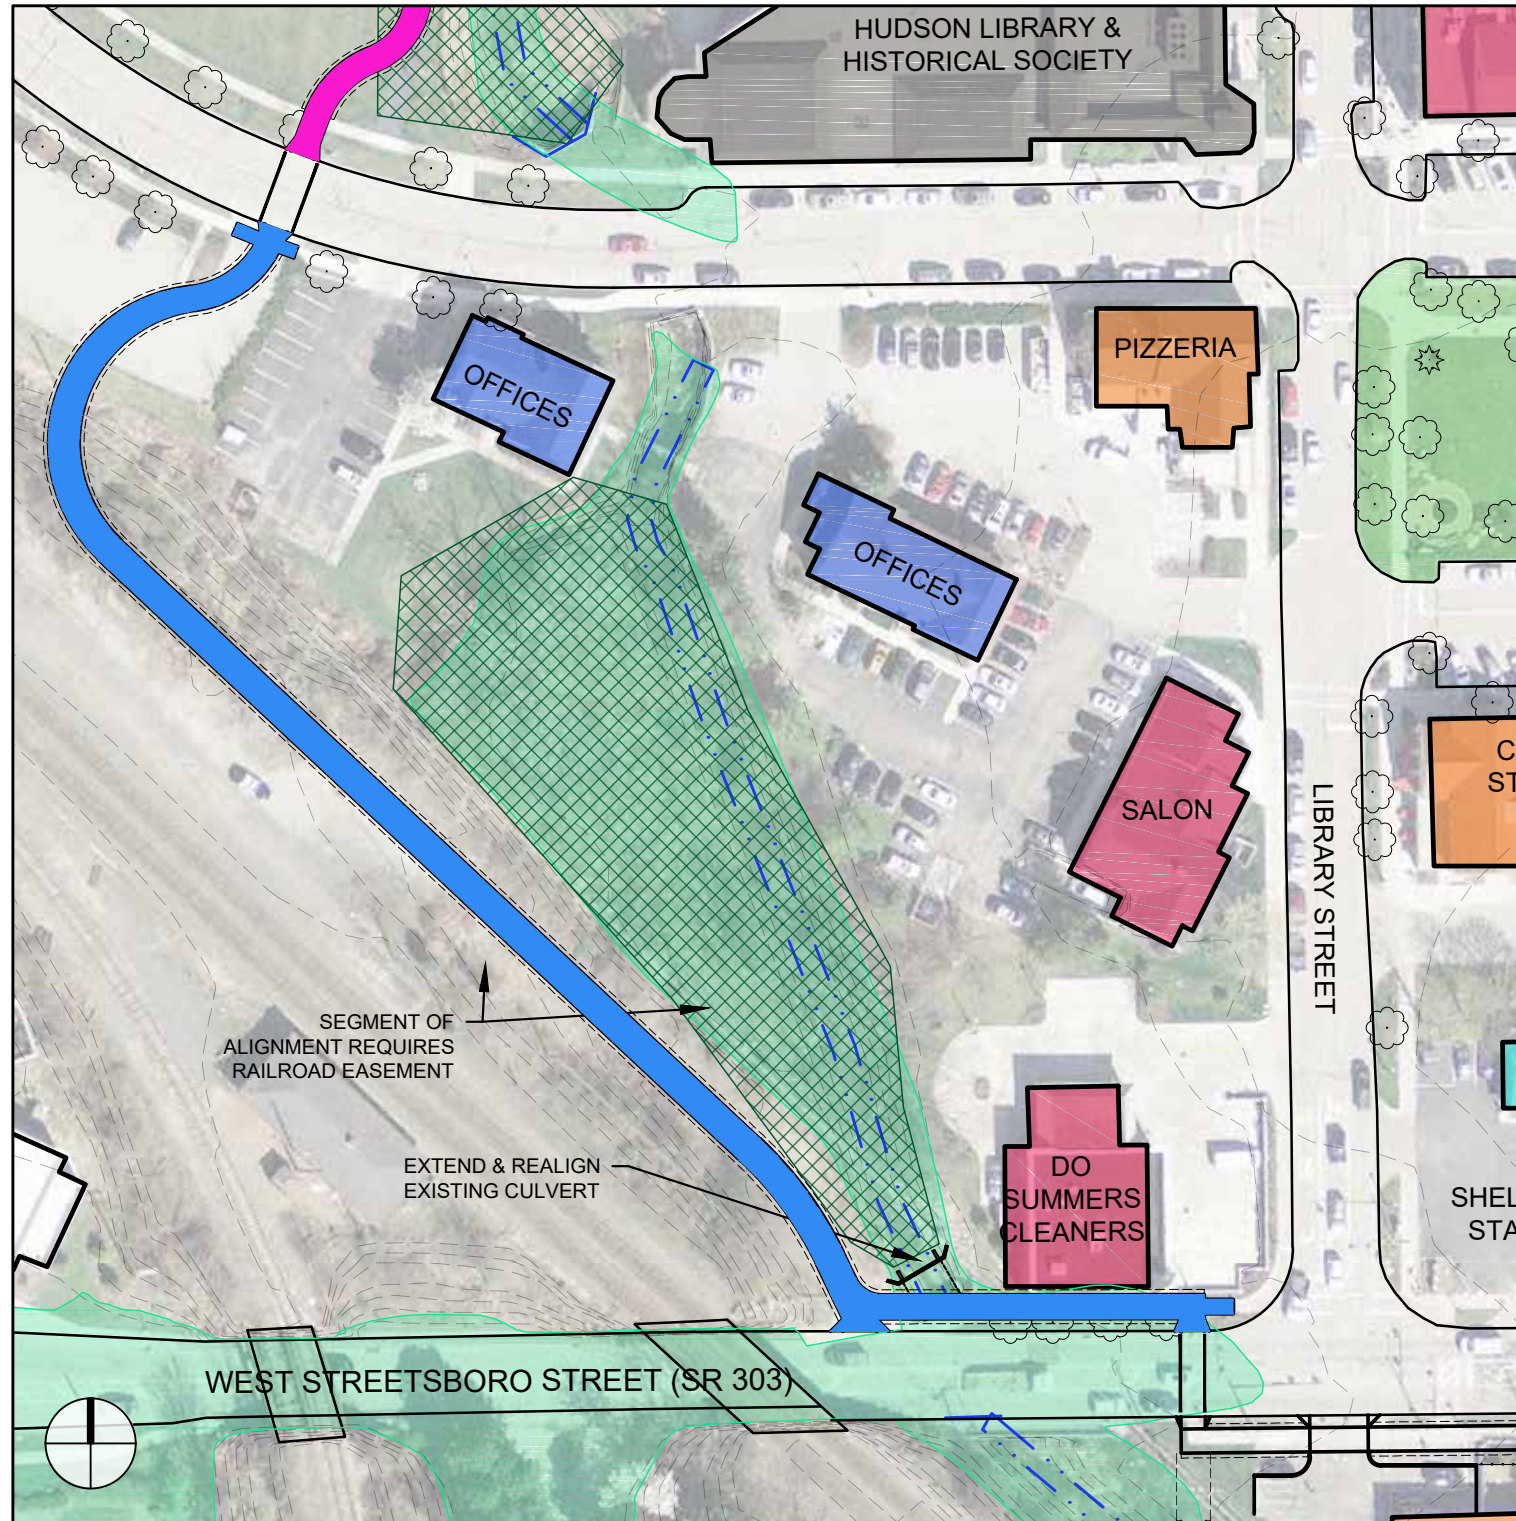 HUDSON LIBRARY &
HISTORICAL SOCIETY
PIZZERIA
OFFICES
OFFICES
SALON
LIBRARY STREET
SEGMENT OF
ALIGNMENT REQUIRES
RAILROAD EASEMENT
EXTEND & REALIGN
EXISTING CULVERT
DO
SUMMERS
CLEANERS
WEST STREETSBORO STREET (SR 303)